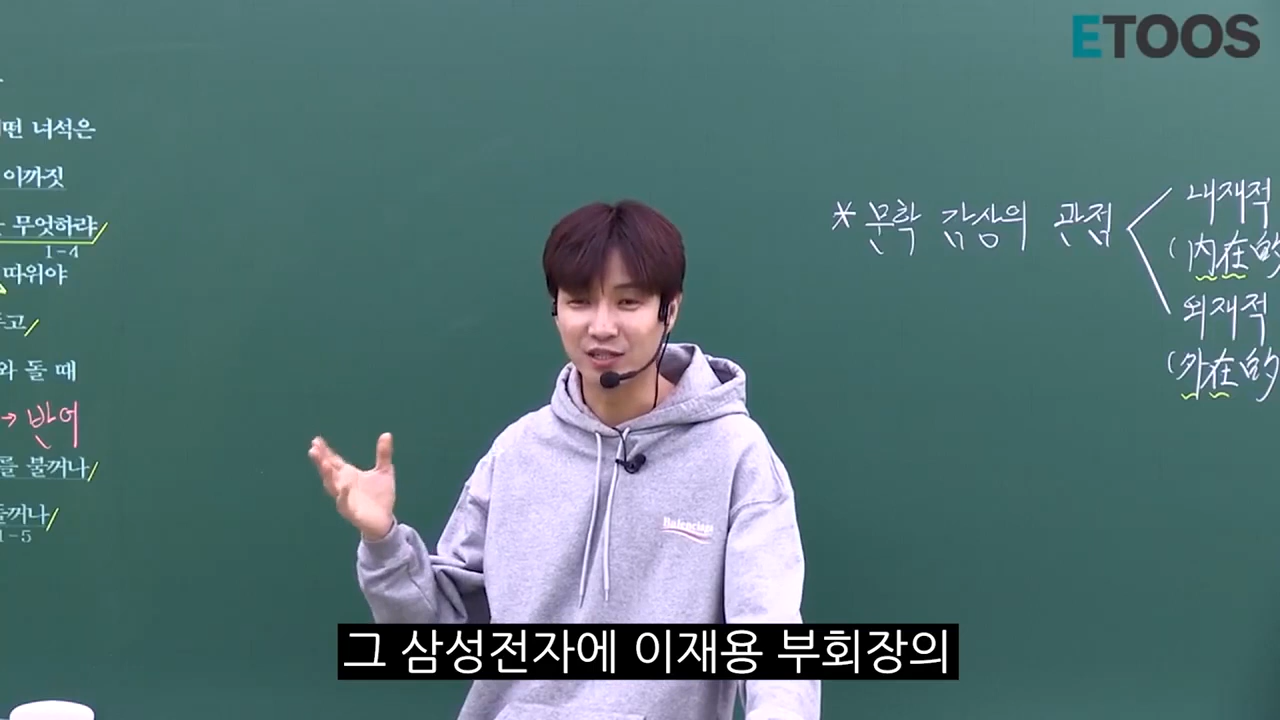 ETOOS
떤 녀석은
이까짓
무엇하랴
1-4
따위야
고
와 돌 때
→ 반어
를 불꺼나
꺼나
1-5
*문학 감상의 관점
내재적
(内在的
외재적
(外在的
Balenciaga
그 삼성전자에 이재용 부회장의